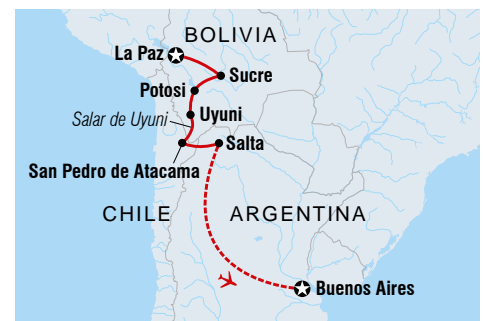 BOLIVIA
La Paz
Sucre
Potosi
Uyuni
Salar de Uyuni
Salta
San Pedro de Atacama
CHILE
ARGENTINA
Buenos Aires